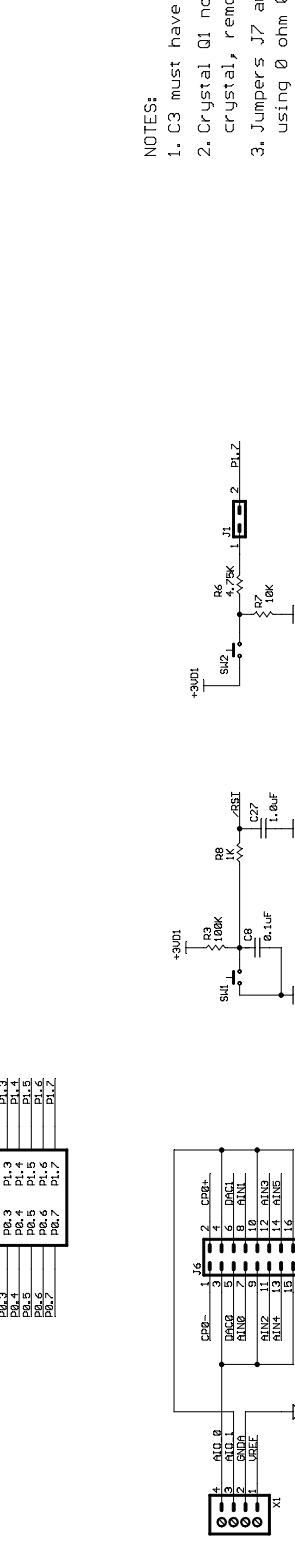 NOTES:
1. C3 must have
2. Crystal Q1 no
crystal, remo
3. Jumpers J7 an
using 0 ohm 0
J1
1
2
P1.7
R6
4.75K
R7
10K
SW2
+3VD1
/RST
C27
1.0uF
R8
1K
+3VD1
R3
100K
C8
0.1uF
SW1
P0.3 P0.3 P1.3 P1.3
P0.4 P0.4 P1.4 P1.4
P0.5 P0.5 P1.5 P1.5
P0.6 P0.6 P1.6 P1.6
P0.7 P0.7 P1.7 P1.7
J6
CP0- 1 2 CP0+
3 4
DAC0 5 6 DAC1
AIN0 7 8 AIN1
9 10
AIN2 11 12 AIN3
AIN4 13 14 AIN5
15 16
4 AIO 0
3 AIO 1
2 GNDA
1 VREF
X1